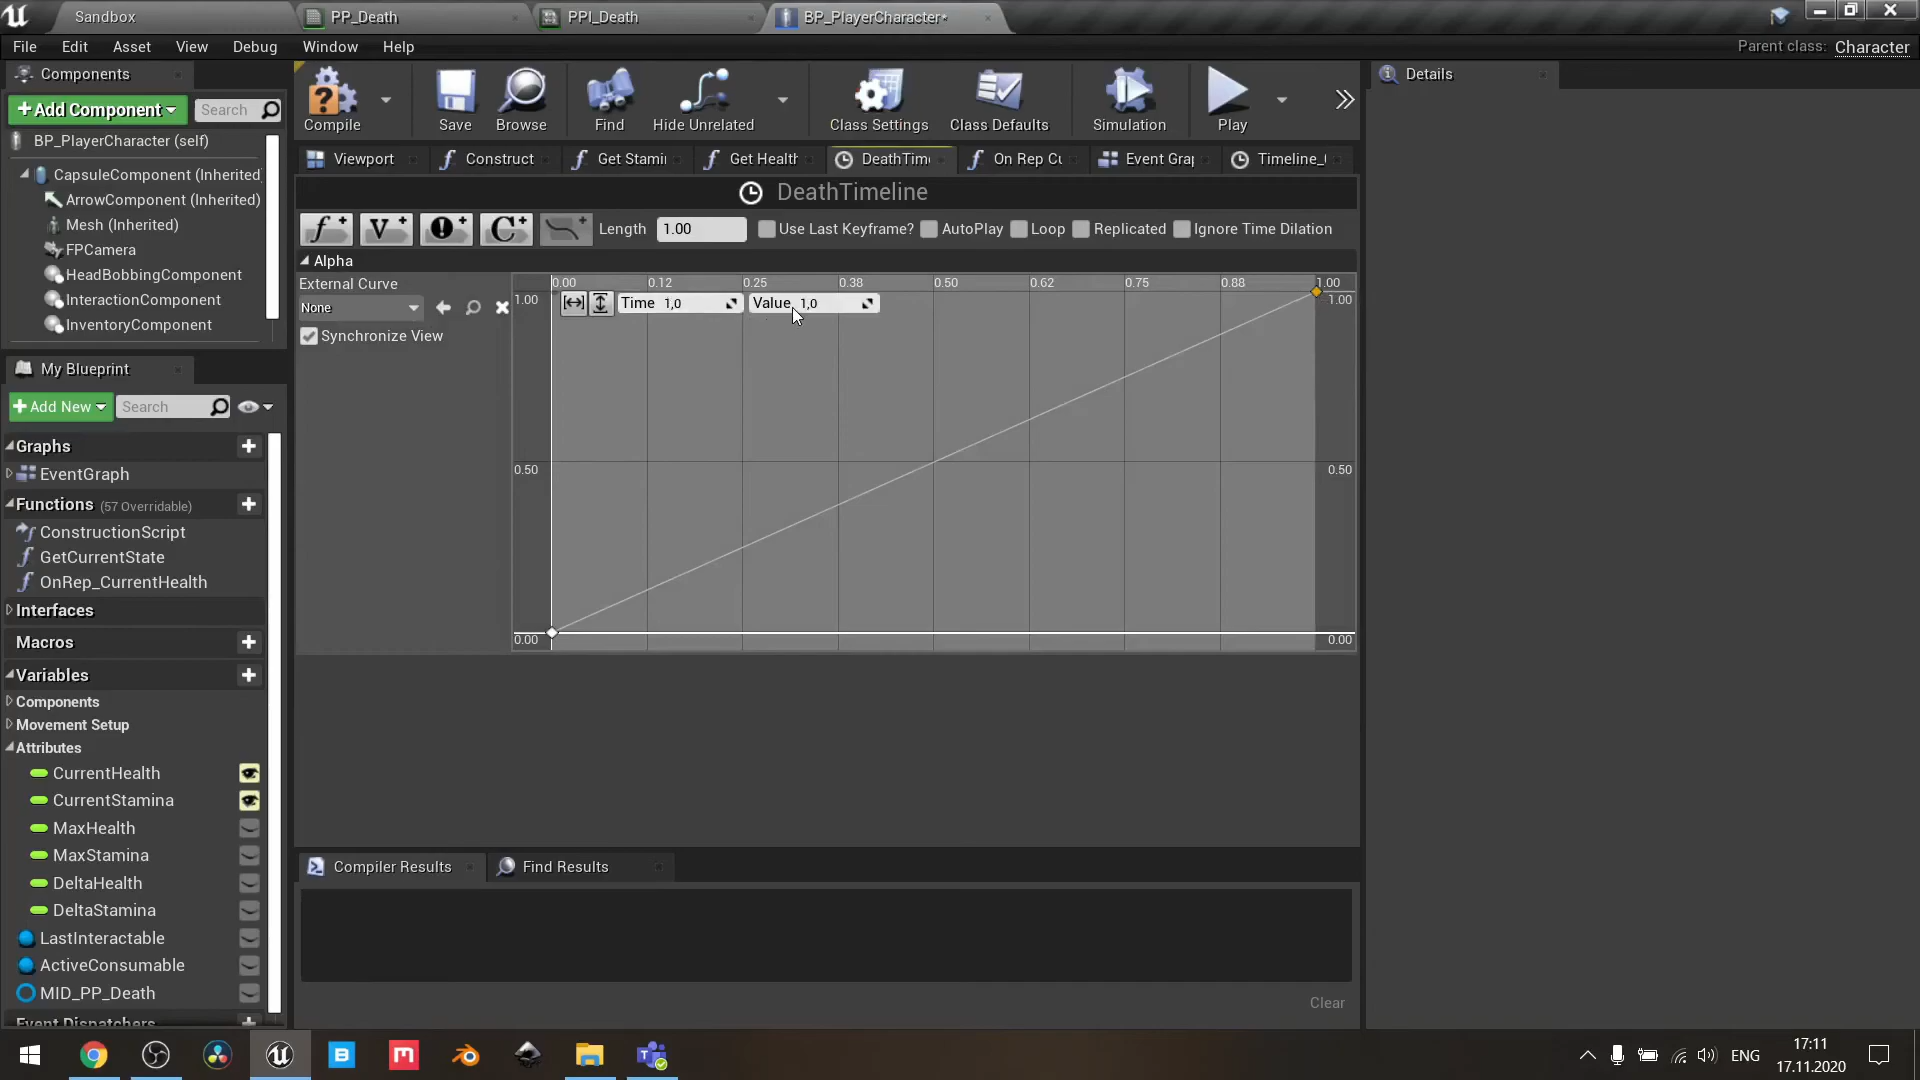 Sandbox
PP_Death
PPI_Death
BP_PlayerCharacter*
File Edit Asset View Debug Window Help
Parent class: Character
Components
+Add Component
Search
BP_PlayerCharacter (self)
CapsuleComponent (Inherited)
ArrowComponent (Inherited)
Mesh (Inherited)
FPCamera
HeadBobbingComponent
InteractionComponent
InventoryComponent
My Blueprint
+Add New
Search
Graphs
EventGraph
Functions (57 Overridable)
ConstructionScript
GetCurrentState
OnRep_CurrentHealth
Interfaces
Macros
Variables
Components
Movement Setup
Attributes
CurrentHealth
CurrentStamina
MaxHealth
MaxStamina
DeltaHealth
DeltaStamina
LastInteractable
ActiveConsumable
MID_PP_Death
Event Dispatchers
Compile Save Browse Find Hide Unrelated Class Settings Class Defaults Simulation Play
Viewport Construct Get Stami Get Health DeathTim On Rep Cu Event Grap Timeline_
DeathTimeline
Length 1.00 Use Last Keyframe? AutoPlay Loop Replicated Ignore Time Dilation
Alpha
External Curve
None
Synchronize View
0.00 0.12 0.25 0.38 0.50 0.62 0.75 0.88 1.00
Time 1,0 Value 1,0
1.00 1.00
0.50 0.50
0.00 0.00
Compiler Results
Find Results
Clear
Details
ENG
17:11
17.11.2020